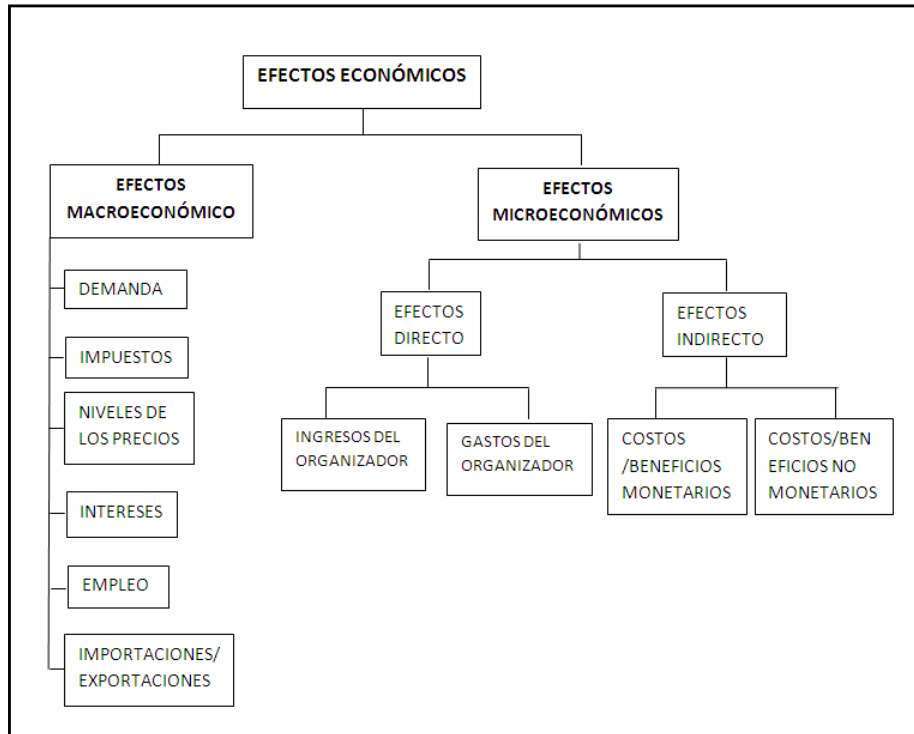 EFECTOS ECONÓMICOS
EFECTOS
MACROECONÓMICO
DEMANDA
IMPUESTOS
NIVELES DE
LOS PRECIOS
INTERESES
EMPLEO
IMPORTACIONES/
EXPORTACIONES
EFECTOS
MICROECONÓMICOS
EFECTOS
DIRECTO
INGRESOS DEL
ORGANIZADOR
GASTOS DEL
ORGANIZADOR
EFECTOS
INDIRECTO
COSTOS
/BENEFICIOS
MONETARIOS
COSTOS/BEN
EFICIOS NO
MONETARIOS